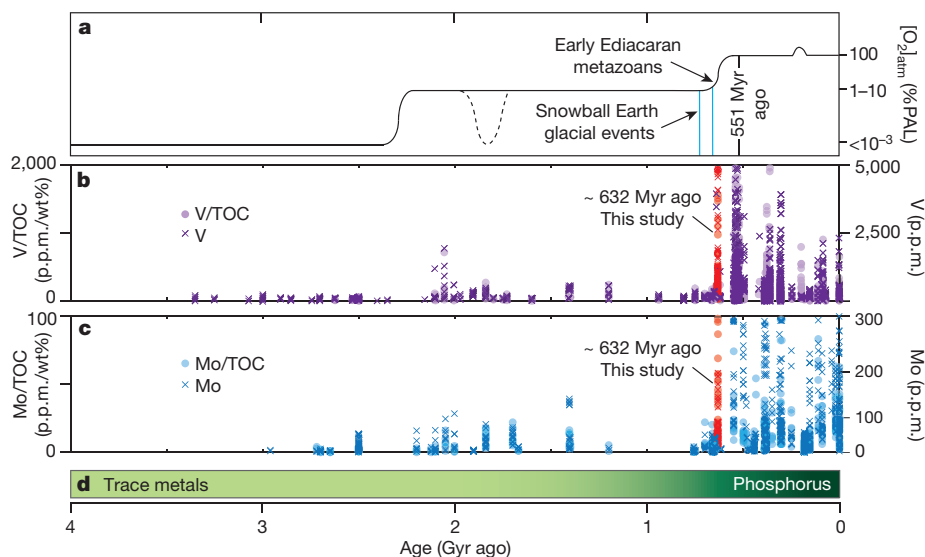 a
Early Ediacaran
metazoans
Snowball Earth
glacial events
551 Myr
ago
100
1–10
<10⁻³
[O₂]atm (%PAL)
b
2,000
0
V/TOC
(p.p.m./wt%)
V/TOC
V
~ 632 Myr ago
This study
5,000
2,500
0
V (p.p.m.)
c
100
0
Mo/TOC
(p.p.m./wt%)
Mo/TOC
Mo
~ 632 Myr ago
This study
300
200
100
0
Mo (p.p.m.)
d Trace metals Phosphorus
4 3 2 1 0
Age (Gyr ago)